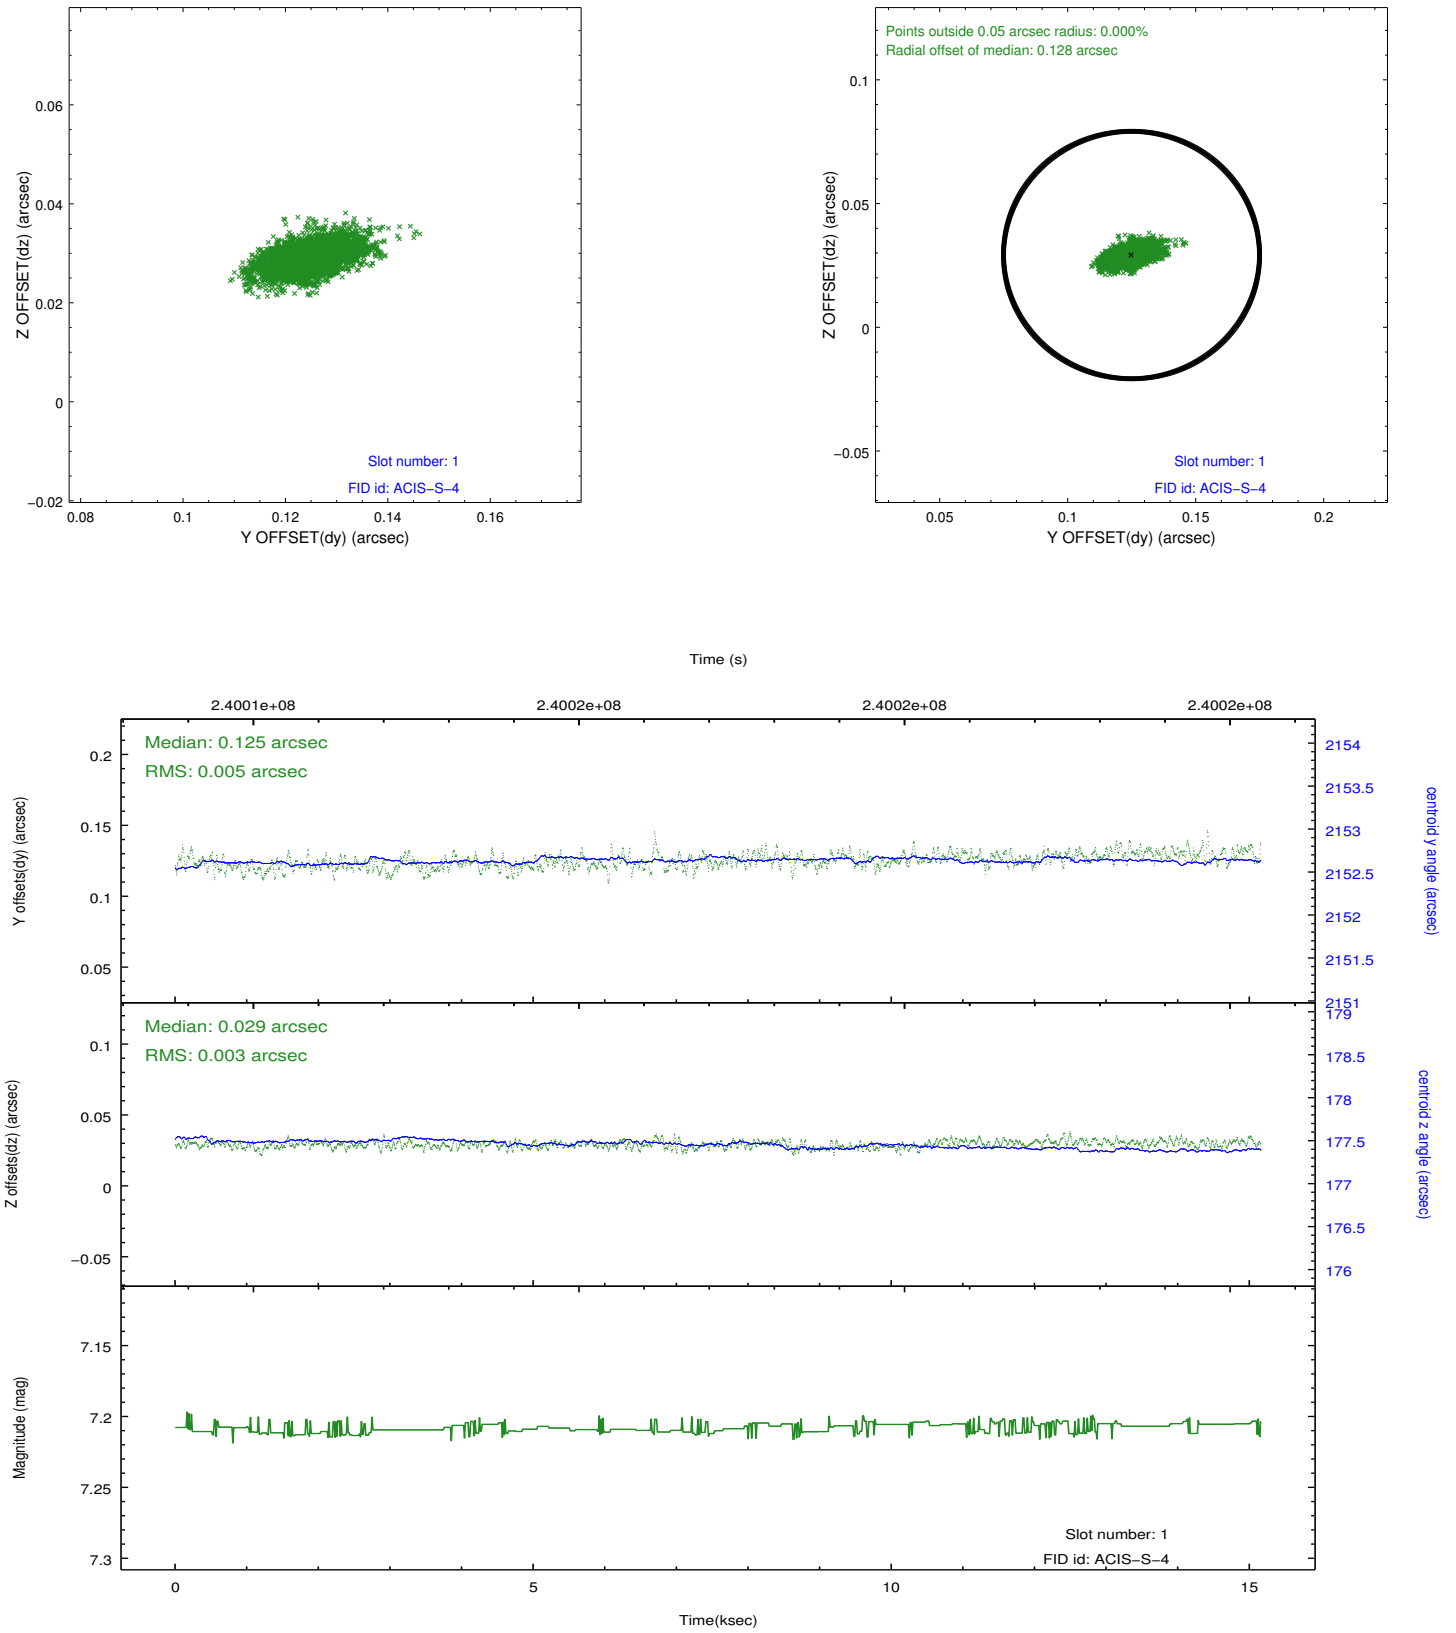 0.06
0.04
0.02
0
−0.02
Z OFFSET(dz) (arcsec)
Slot number: 1
FID id: ACIS−S−4
0.08 0.1 0.12 0.14 0.16
Y OFFSET(dy) (arcsec)
Points outside 0.05 arcsec radius: 0.000%
Radial offset of median: 0.128 arcsec
0.1
0.05
0
−0.05
Z OFFSET(dz) (arcsec)
Slot number: 1
FID id: ACIS−S−4
0.05 0.1 0.15 0.2
Y OFFSET(dy) (arcsec)
Time (s)
2.4001e+08 2.4002e+08 2.4002e+08 2.4002e+08
Median: 0.125 arcsec
RMS: 0.005 arcsec
0.2
0.15
0.1
0.05
Y offsets(dy) (arcsec)
2154
2153.5
2153
2152.5
2152
2151.5
2151
centroid y angle (arcsec)
Median: 0.029 arcsec
RMS: 0.003 arcsec
0.1
0.05
0
−0.05
Z offsets(dz) (arcsec)
179
178.5
178
177.5
177
176.5
176
centroid z angle (arcsec)
7.15
7.2
7.25
7.3
Magnitude (mag)
Slot number: 1
FID id: ACIS−S−4
0 5 10 15
Time(ksec)